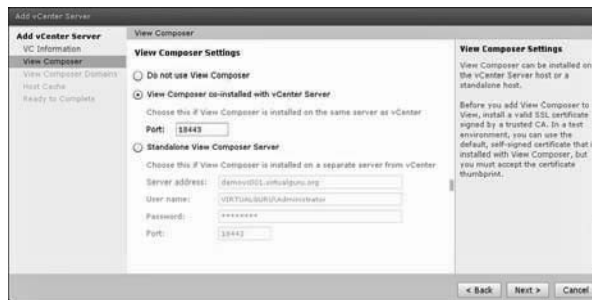 Add vCenter Server
Add vCenter Server
VC Information
View Composer
View Composer Domains
Host Cache
Ready to Complete
View Composer
View Composer Settings
Do not use View Composer
View Composer co-installed with vCenter Server
Choose this if View Composer is installed on the same server as vCenter
Port: 18443
Standalone View Composer Server
Choose this if View Composer is installed on a separate server from vCenter
Server address:
User name: VIRTUALGURU\Administrator
Password: ********
Port: 18443
View Composer Settings
View Composer can be installed on
the vCenter Server host or a
standalone host.
Before you add View Composer to
View, install a valid SSL certificate
signed by a trusted CA. In a test
environment, you can use the
default, self-signed certificate that i
installed with View Composer, but
you must accept the certificate
thumbprint.
< Back
Next >
Cancel